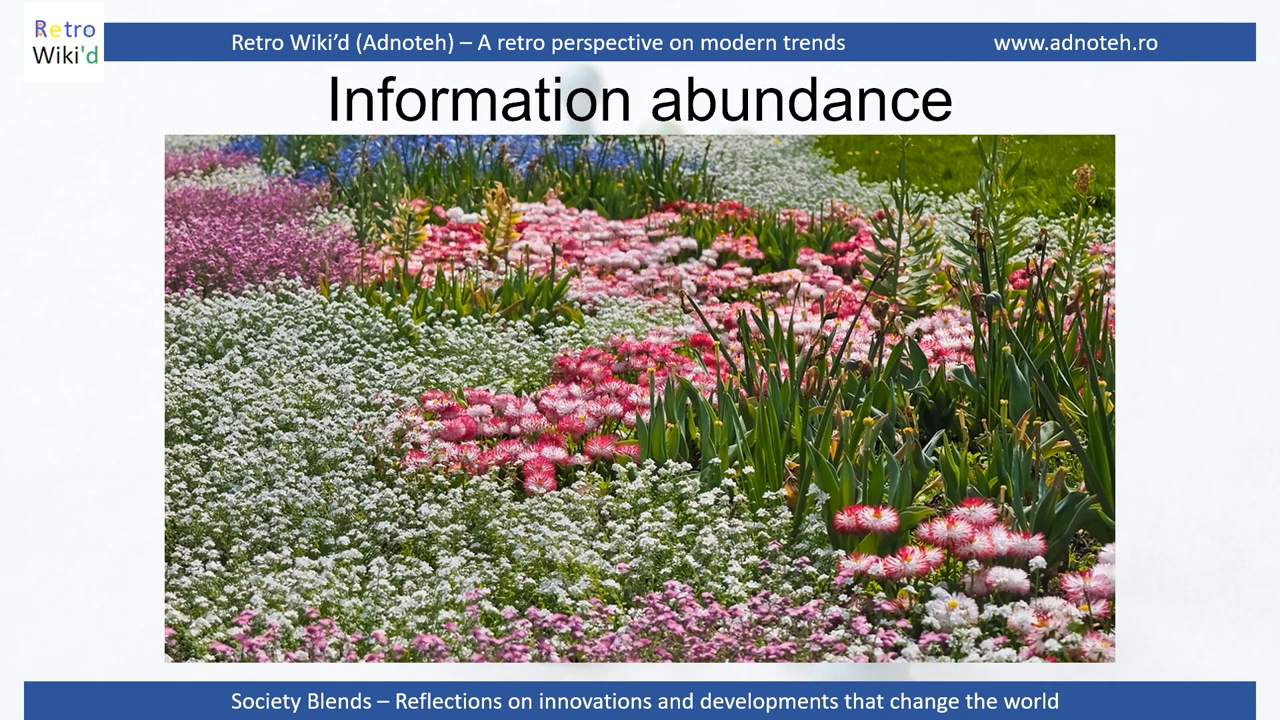 Retro
Wiki'd
Retro Wiki’d (Adnoteh) – A retro perspective on modern trends www.adnoteh.ro
Information abundance
Society Blends – Reflections on innovations and developments that change the world